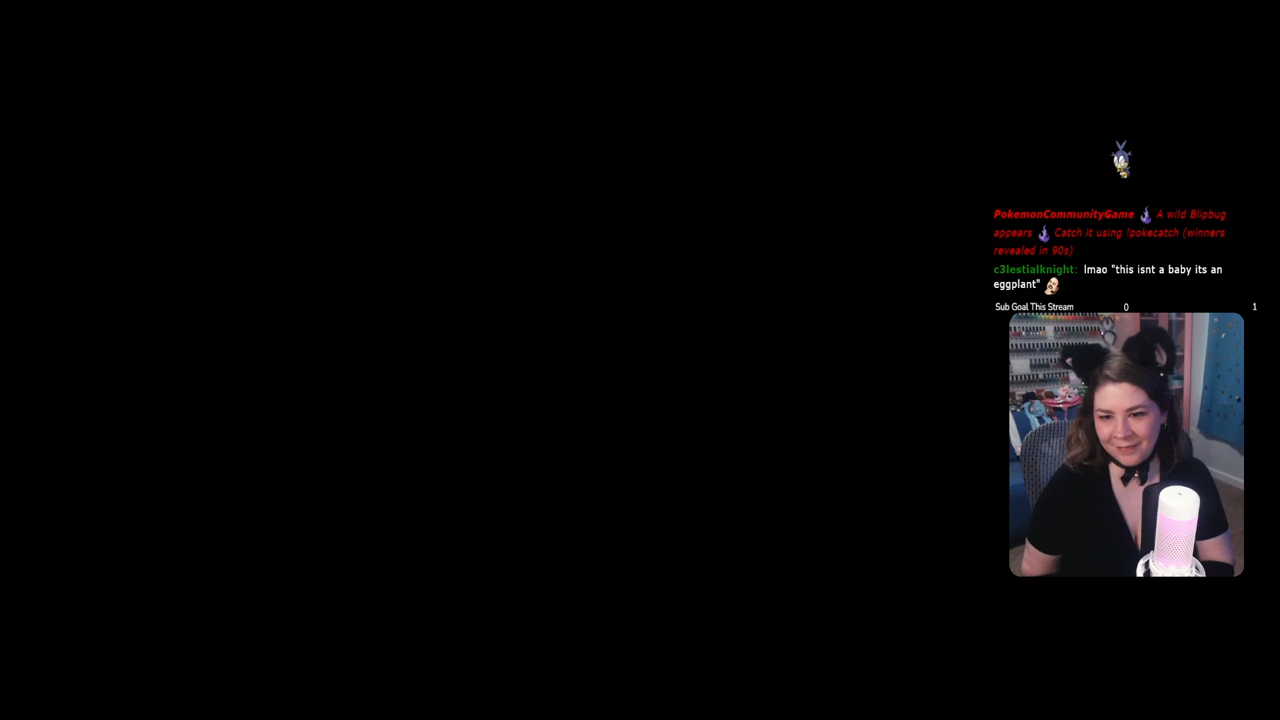 PokemonCommunityGame A wild Blipbug
appears Catch it using !pokecatch (winners
revealed in 90s)
c3lestialknight: lmao "this isnt a baby its an
eggplant"
Sub Goal This Stream 0 1